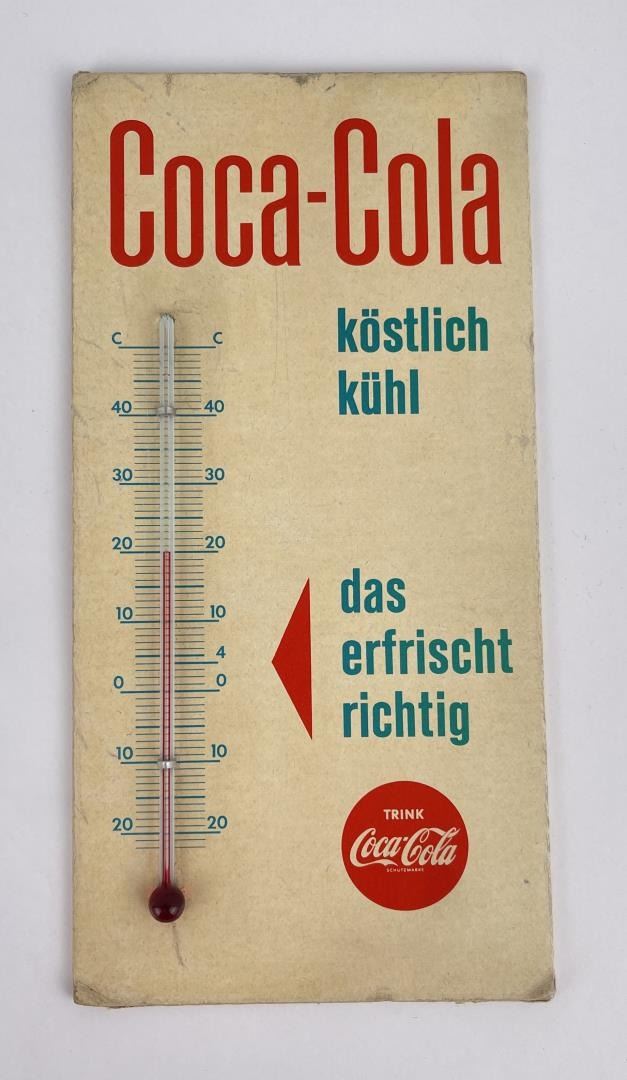 Coca-Cola
köstlich
kühl
C C
40 40
30 30
20 20
10 10
4
0 0
10 10
20 20
das
erfrischt
richtig
TRINK
Coca-Cola
SCHUTZMARKE